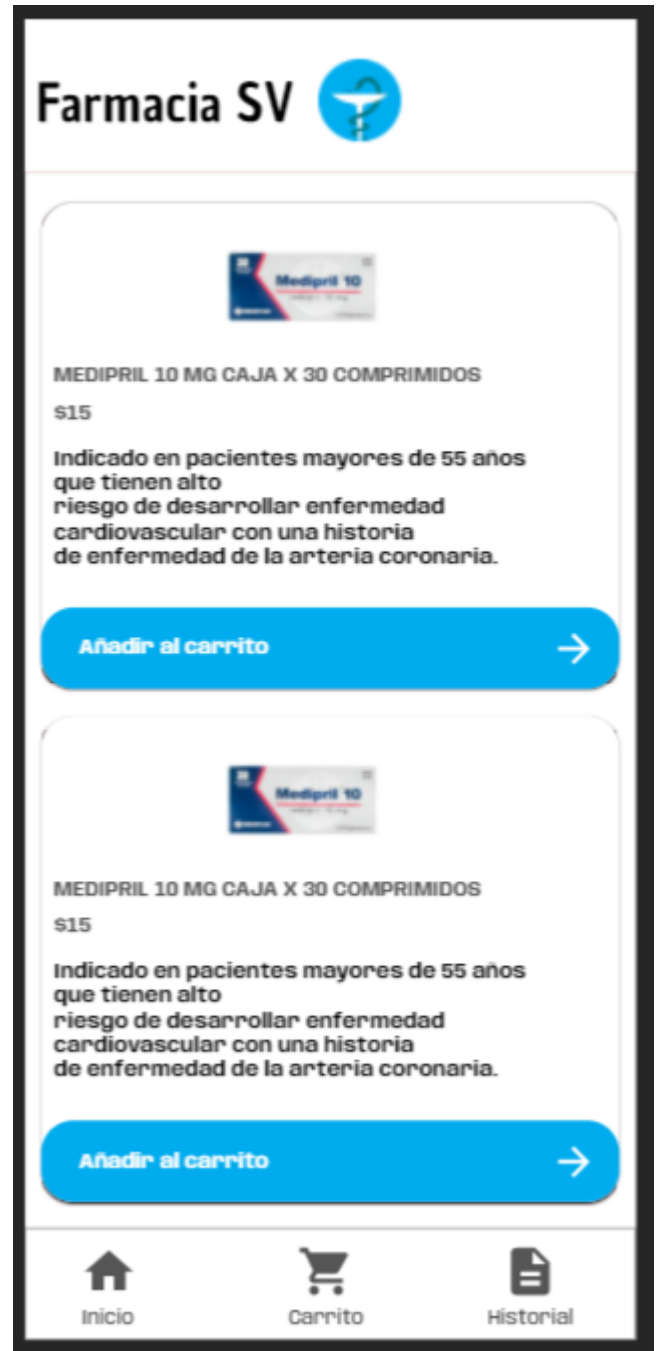 Farmacia SV
Medipril 10
MEDIPRIL 10 MG CAJA X 30 COMPRIMIDOS
$15
Indicado en pacientes mayores de 55 años
que tienen alto
riesgo de desarrollar enfermedad
cardiovascular con una historia
de enfermedad de la arteria coronaria.
Añadir al carrito
Medipril 10
MEDIPRIL 10 MG CAJA X 30 COMPRIMIDOS
$15
Indicado en pacientes mayores de 55 años
que tienen alto
riesgo de desarrollar enfermedad
cardiovascular con una historia
de enfermedad de la arteria coronaria.
Añadir al carrito
Inicio
Carrito
Historial